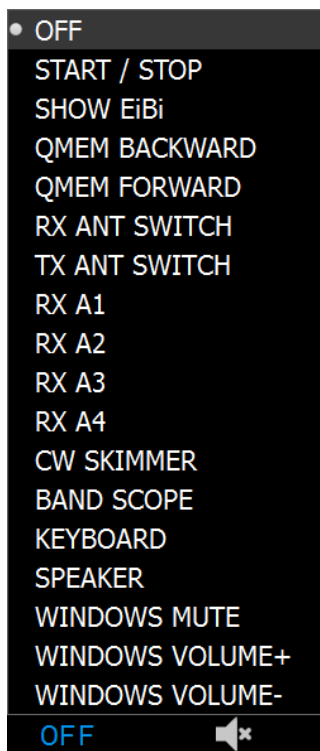 OFF
START / STOP
SHOW EiBi
QMEM BACKWARD
QMEM FORWARD
RX ANT SWITCH
TX ANT SWITCH
RX A1
RX A2
RX A3
RX A4
CW SKIMMER
BAND SCOPE
KEYBOARD
SPEAKER
WINDOWS MUTE
WINDOWS VOLUME+
WINDOWS VOLUME-
OFF